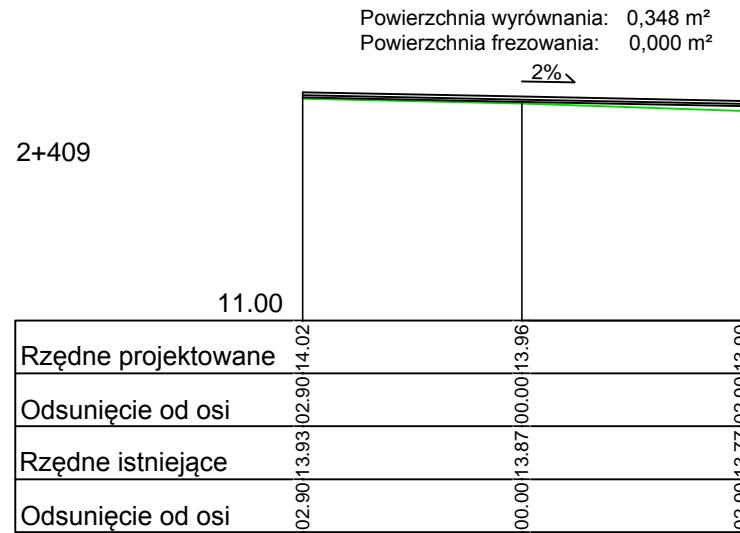 Powierzchnia wyrównania: 0,348 m²
Powierzchnia frezowania: 0,000 m²
2%
2+409
11.00
Rzędne projektowane 14.02 13.96
Odsunięcie od osi 02.90 00.00
Rzędne istniejące 13.93 13.87
Odsunięcie od osi 02.90 00.00